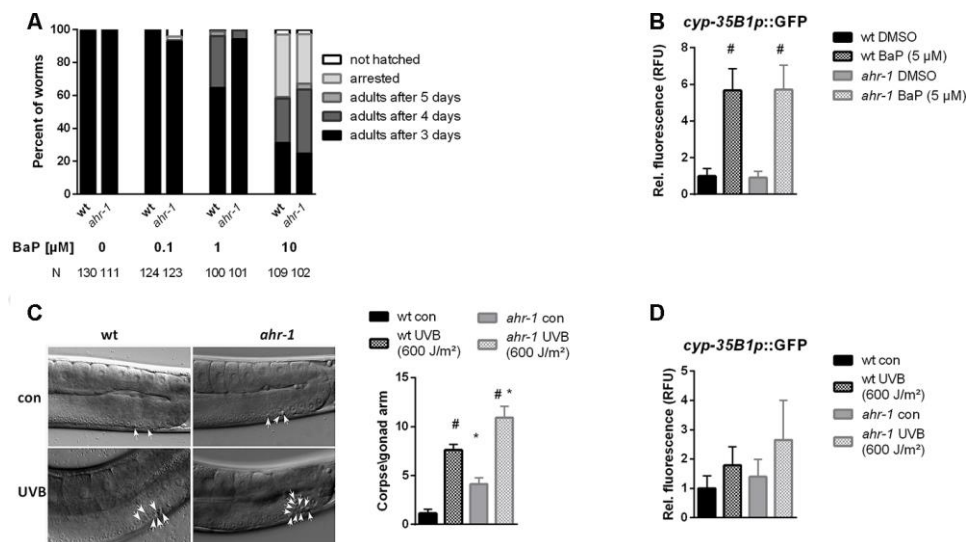 A
Percent of worms
100
80
60
40
20
0
not hatched
arrested
adults after 5 days
adults after 4 days
adults after 3 days
wt ahr-1 wt ahr-1 wt ahr-1 wt ahr-1
BaP [µM] 0 0.1 1 10
N 130 111 124 123 100 101 109 102
B
cyp-35B1p::GFP
Rel. fluorescence (RFU)
8
6
4
2
0
# #
wt DMSO
wt BaP (5 µM)
ahr-1 DMSO
ahr-1 BaP (5 µM)
C
wt ahr-1
con
UVB
wt con
wt UVB
(600 J/m²)
ahr-1 con
ahr-1 UVB
(600 J/m²)
Corpse\gonad arm
15
10
5
0
# * # *
D
cyp-35B1p::GFP
Rel. fluorescence (RFU)
5
4
3
2
1
0
wt con
wt UVB
(600 J/m²)
ahr-1 con
ahr-1 UVB
(600 J/m²)